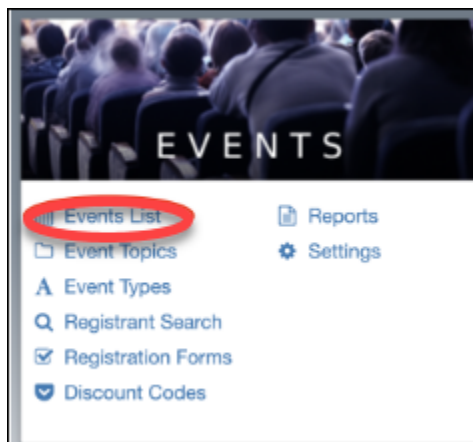 EVENTS
Events List
Event Topics
Event Types
Registrant Search
Registration Forms
Discount Codes
Reports
Settings